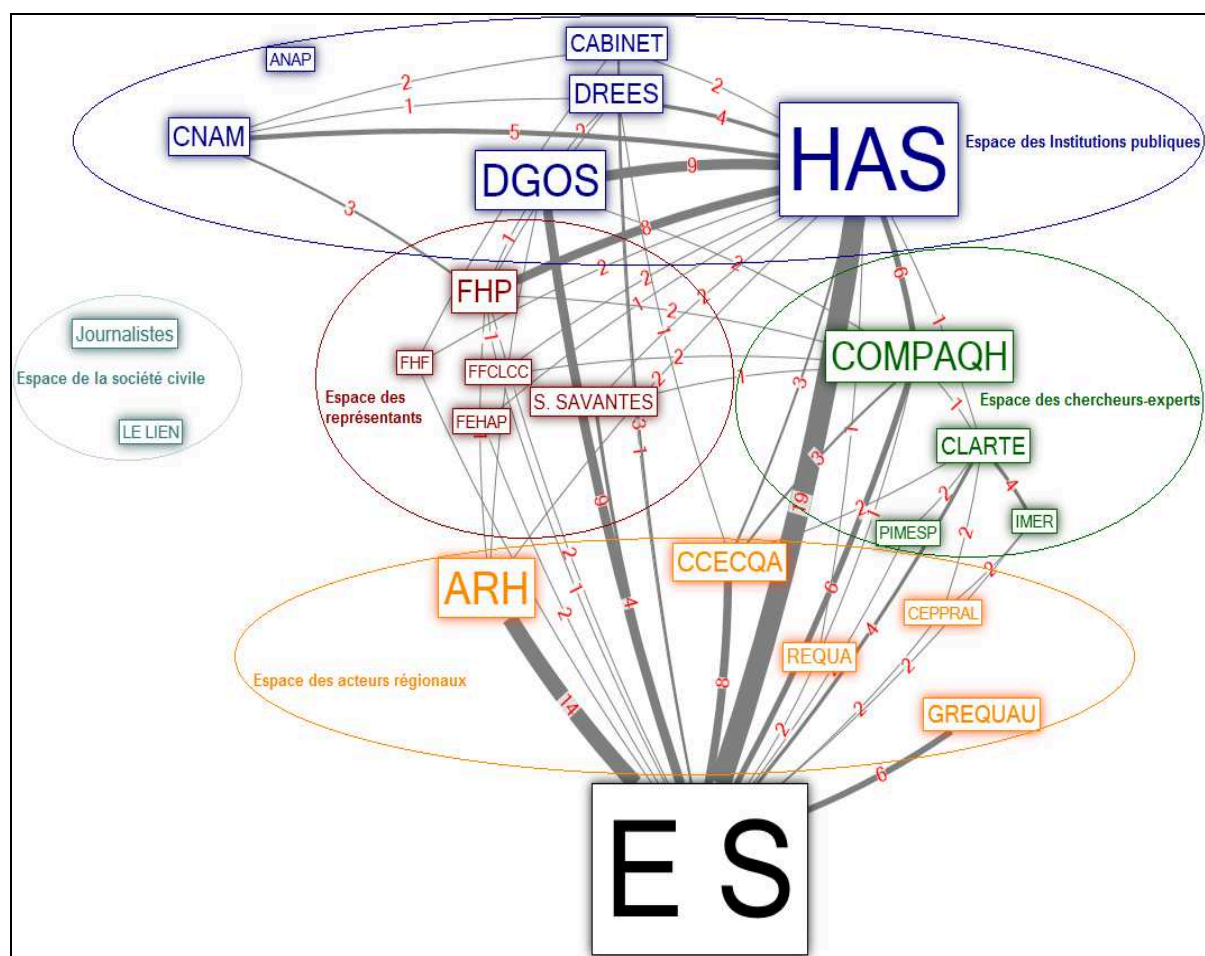 CABINET
ANAP
2
2
DREES
1
4
CNAM
5
2
HAS
Espace des Institutions publiques
DGOS
9
3
8
1
2
2
6
FHP
2
2
1
2
1
1
Journalistes
1
2
COMPAQH
FHF
FFCLCC
2
3
Espace de la société civile
2
1
S. SAVANTES
Espace des
représentants
Espace des chercheurs-experts
1
FEHAP
3
1
1
LE LIEN
1
3
CLARTE
19
4
9
2
2
1
PIMESP
IMER
2
2
CCECQA
2
ARH
1
4
6
CEPPRAL
2
4
REQUA
2
Espace des acteurs régionaux
8
2
14
2
GREQUAU
6
E S